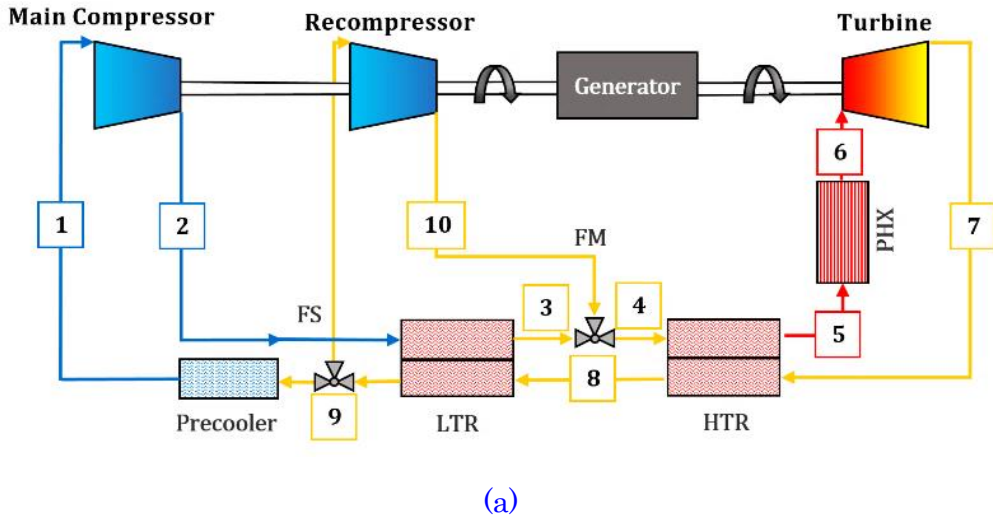 Main Compressor
Recompressor
Turbine
Generator
6
1
2
10
7
PHX
FM
FS
3
4
5
8
Precooler
9
LTR
HTR
(a)